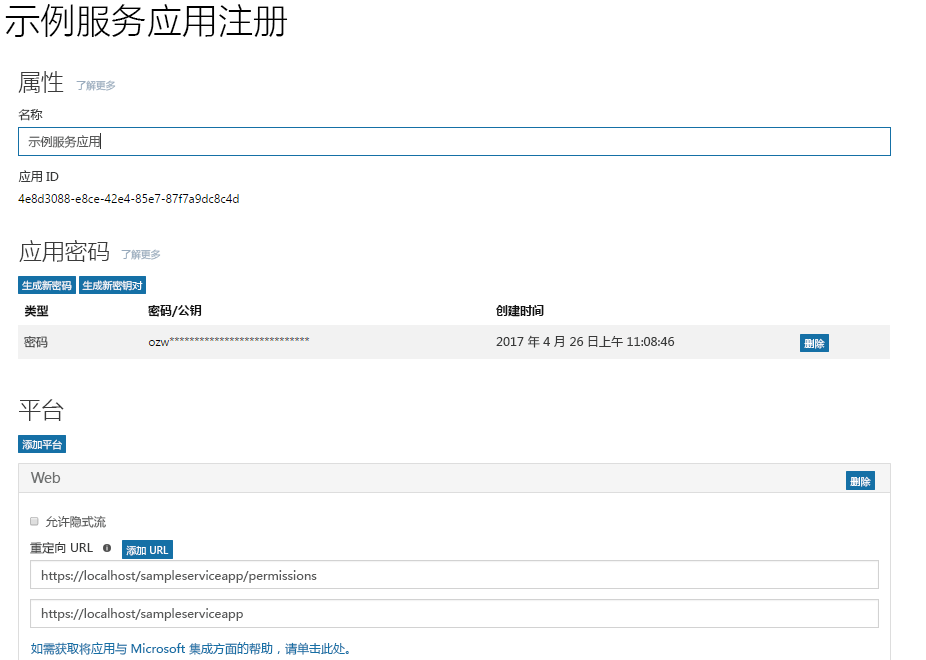 示例服务应用注册
属性 了解更多
名称
示例服务应用
应用 ID
4e8d3088-e8ce-42e4-85e7-87f7a9dc8c4d
应用密码 了解更多
生成新密码 生成新密钥对
类型 密码/公钥 创建时间
密码 ozw**************************** 2017 年 4 月 26 日上午 11:08:46 删除
平台
添加平台
Web 删除
允许隐式流
重定向 URL 添加 URL
https://localhost/sampleserviceapp/permissions
https://localhost/sampleserviceapp
如需获取将应用与 Microsoft 集成方面的帮助，请单击此处。